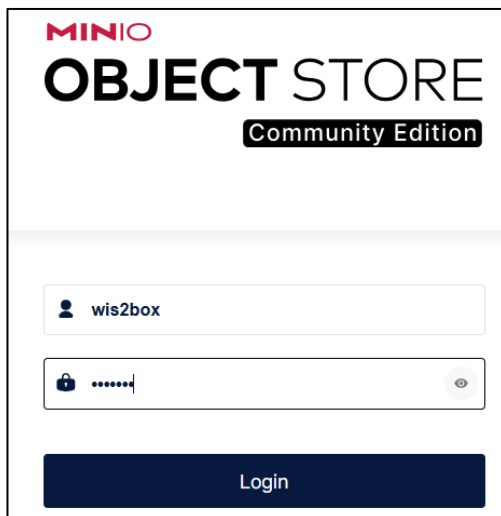 MINIO
OBJECT STORE
Community Edition
wis2box
•••••••
Login